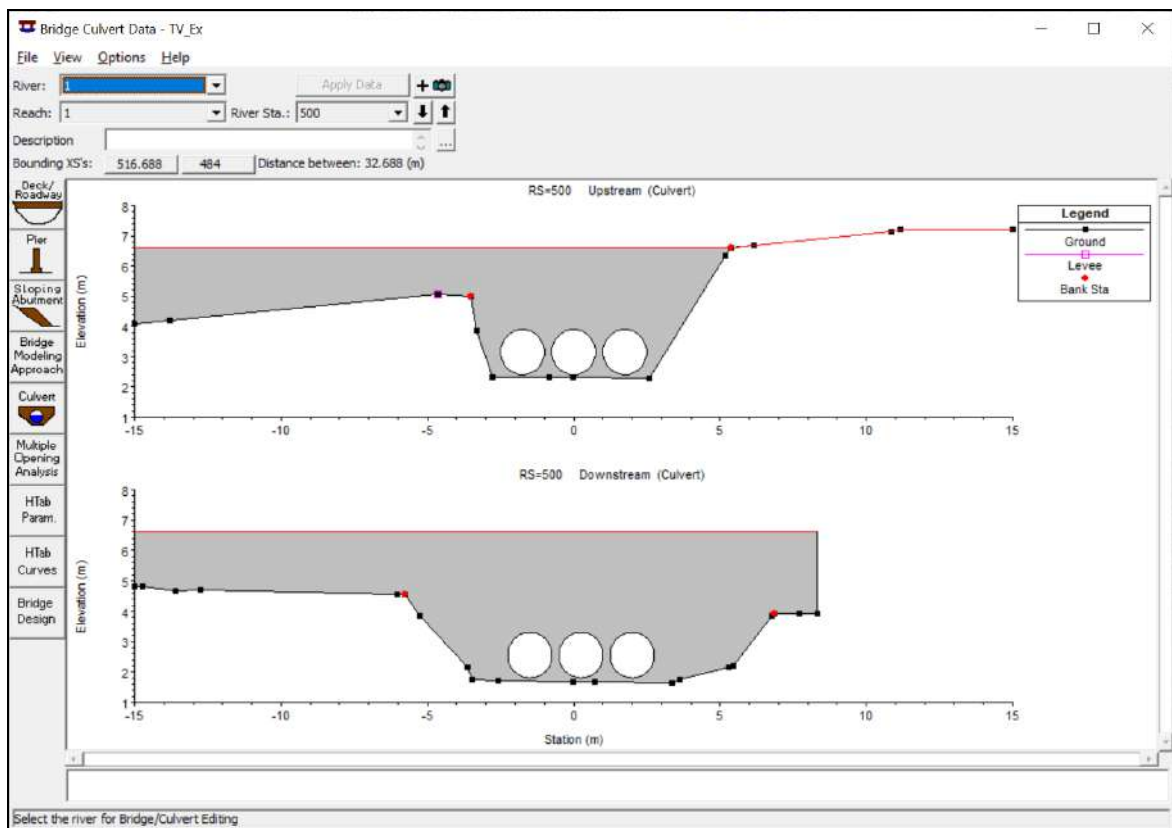 Bridge Culvert Data - TV_Ex
File View Options Help
River: 1 Apply Data
Reach: 1 River Sta.: 500
Description ...
Bounding XS's: 516.688 484 Distance between: 32.688 (m)
Deck/
Roadway
Pier
Sloping
Abutment
Bridge
Modeling
Approach
Culvert
Multiple
Opening
Analysis
HTab
Param.
HTab
Curves
Bridge
Design
RS=500 Upstream (Culvert)
8
7
6
5
4
3
2
1
Elevation (m)
-15 -10 -5 0 5 10 15
Legend
Ground
Levee
Bank Sta
RS=500 Downstream (Culvert)
8
7
6
5
4
3
2
1
Elevation (m)
-15 -10 -5 0 5 10 15
Station (m)
Select the river for Bridge/Culvert Editing